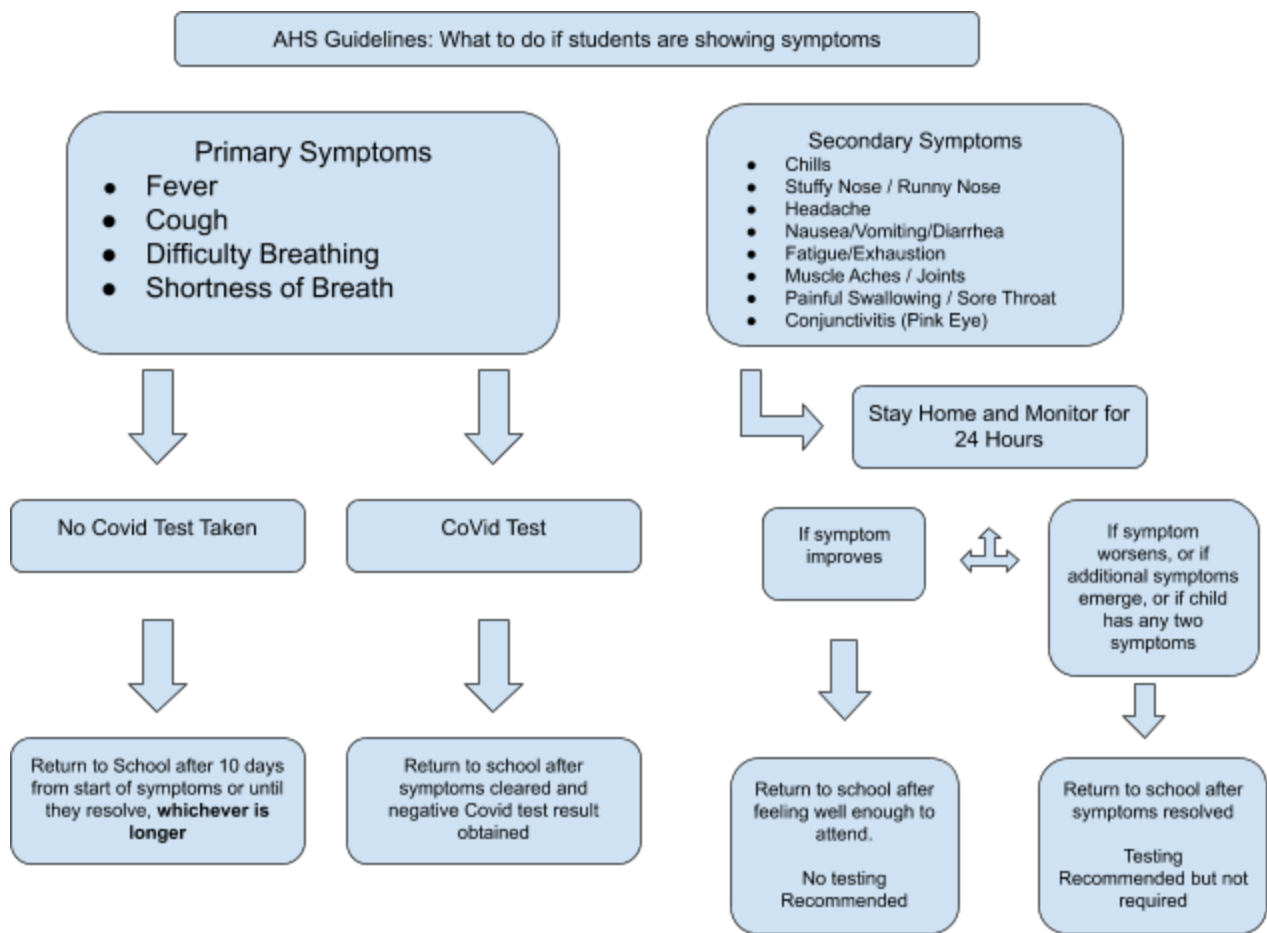 AHS Guidelines: What to do if students are showing symptoms
Primary Symptoms
● Fever
● Cough
● Difficulty Breathing
● Shortness of Breath
Secondary Symptoms
● Chills
● Stuffy Nose / Runny Nose
● Headache
● Nausea/Vomiting/Diarrhea
● Fatigue/Exhaustion
● Muscle Aches / Joints
● Painful Swallowing / Sore Throat
● Conjunctivitis (Pink Eye)
Stay Home and Monitor for
24 Hours
No Covid Test Taken
CoVid Test
If symptom
improves
If symptom
worsens, or if
additional symptoms
emerge, or if child
has any two
symptoms
Return to School after 10 days
from start of symptoms or until
they resolve, whichever is
longer
Return to school after
symptoms cleared and
negative Covid test result
obtained
Return to school after
feeling well enough to
attend.
No testing
Recommended
Return to school after
symptoms resolved
Testing
Recommended but not
required